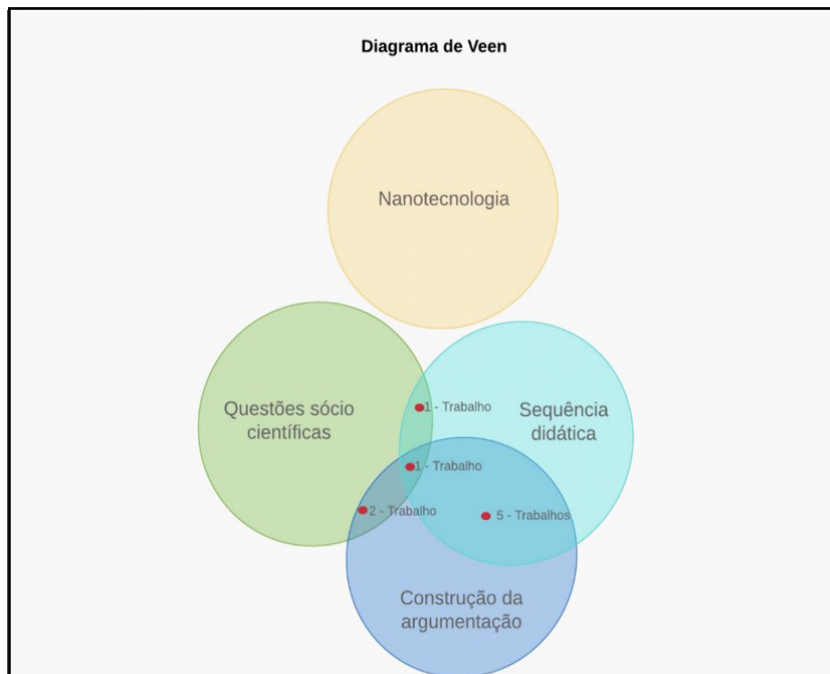 Diagrama de Veen
Nanotecnologia
Questões sócio
científicas
1 - Trabalho
Sequência
didática
1 - Trabalho
2 - Trabalho
5 - Trabalhos
Construção da
argumentação